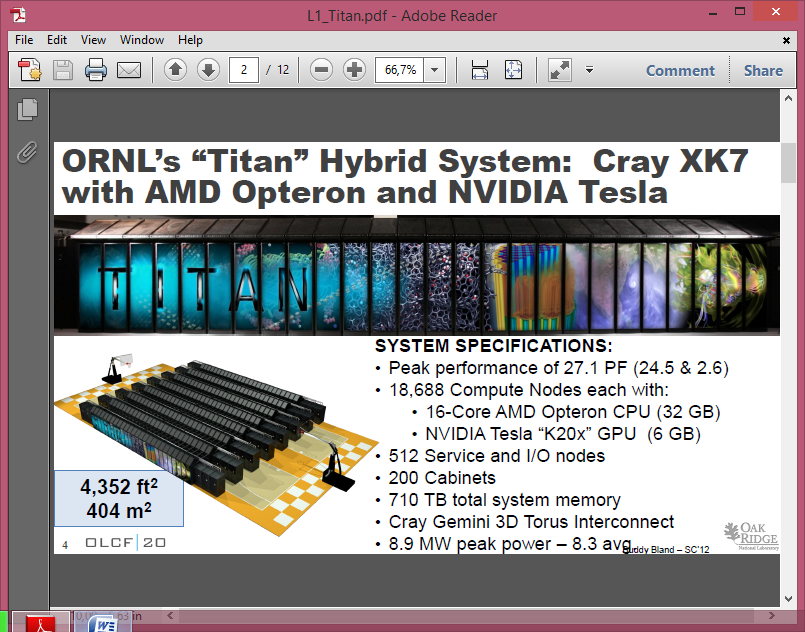 L1_Titan.pdf - Adobe Reader
File Edit View Window Help
2 / 12 66,7% Comment Share
ORNL's “Titan” Hybrid System: Cray XK7
with AMD Opteron and NVIDIA Tesla
TITAN
SYSTEM SPECIFICATIONS:
• Peak performance of 27.1 PF (24.5 & 2.6)
• 18,688 Compute Nodes each with:
• 16-Core AMD Opteron CPU (32 GB)
• NVIDIA Tesla “K20x” GPU (6 GB)
• 512 Service and I/O nodes
• 200 Cabinets
• 710 TB total system memory
• Cray Gemini 3D Torus Interconnect
• 8.9 MW peak power – 8.3 avg.
4,352 ft²
404 m²
4 OLCF | 20
Buddy Bland – SC'12
OAK
RIDGE
National Laboratory